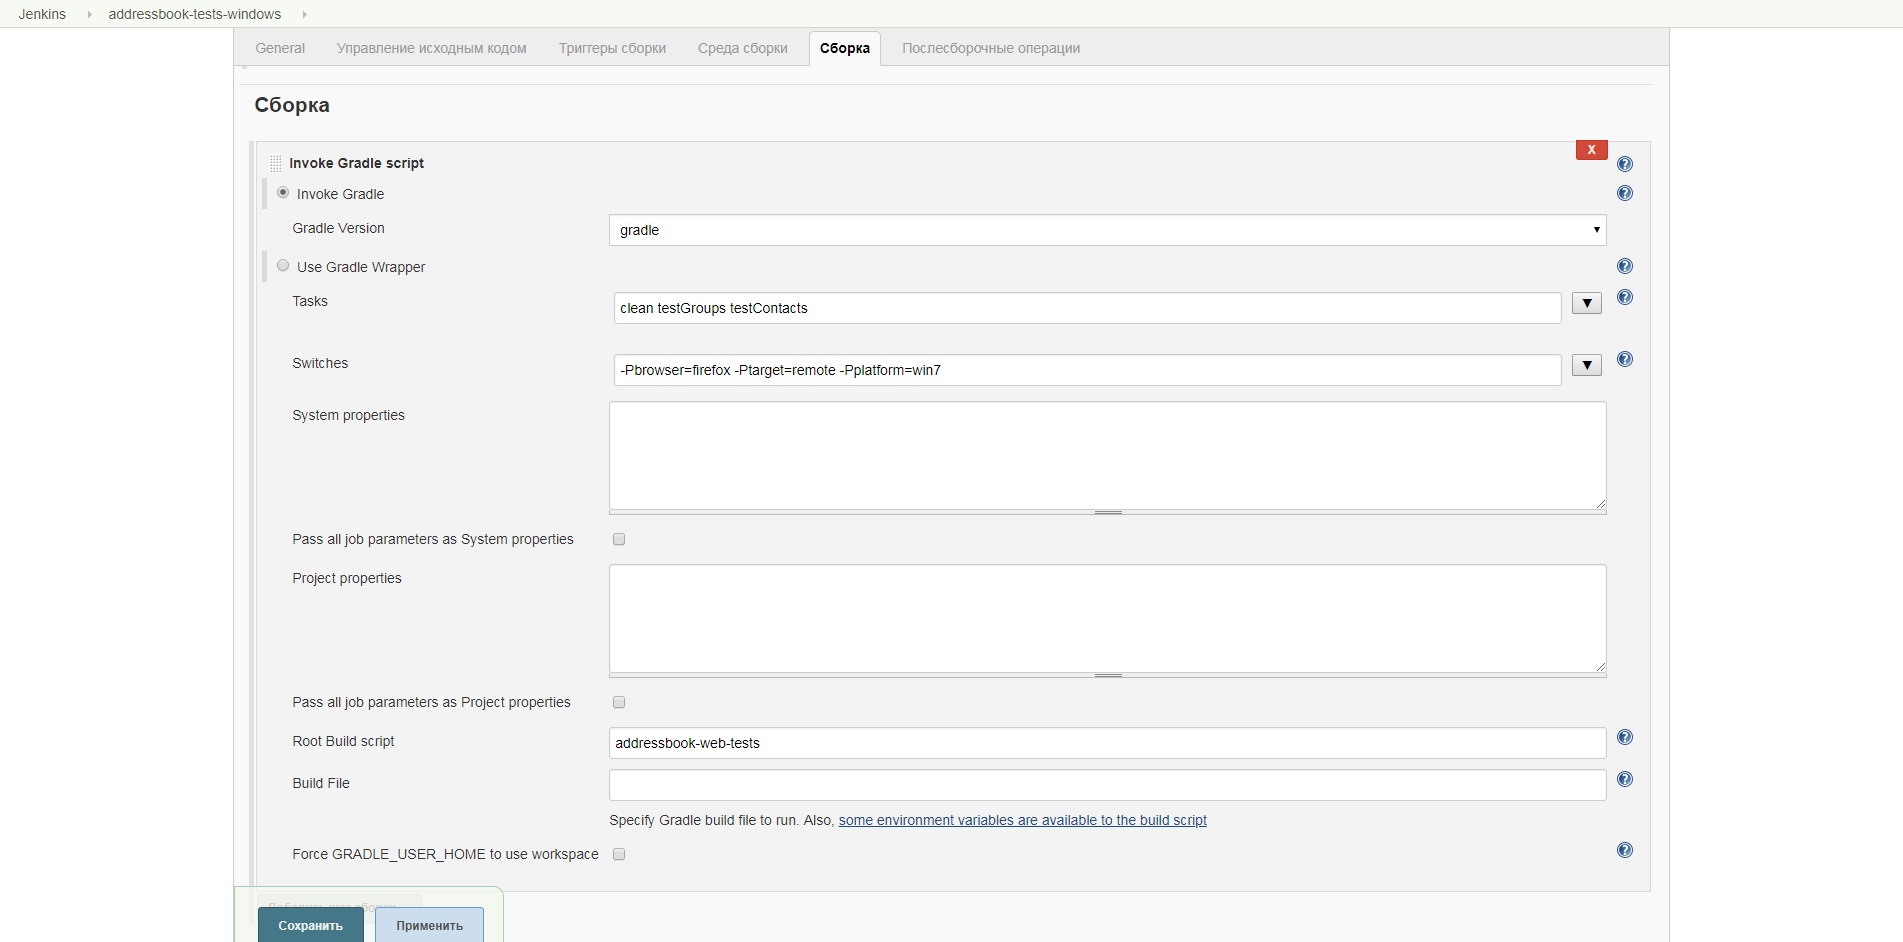 Jenkins addressbook-tests-windows
General Управление исходным кодом Триггеры сборки Среда сборки Сборка Послесборочные операции
Сборка
X
Invoke Gradle script
Invoke Gradle
Gradle Version gradle
Use Gradle Wrapper
Tasks clean testGroups testContacts
Switches -Pbrowser=firefox -Ptarget=remote -Pplatform=win7
System properties
Pass all job parameters as System properties
Project properties
Pass all job parameters as Project properties
Root Build script addressbook-web-tests
Build File
Specify Gradle build file to run. Also, some environment variables are available to the build script
Force GRADLE_USER_HOME to use workspace
Добавить шаг сборки
Сохранить Применить